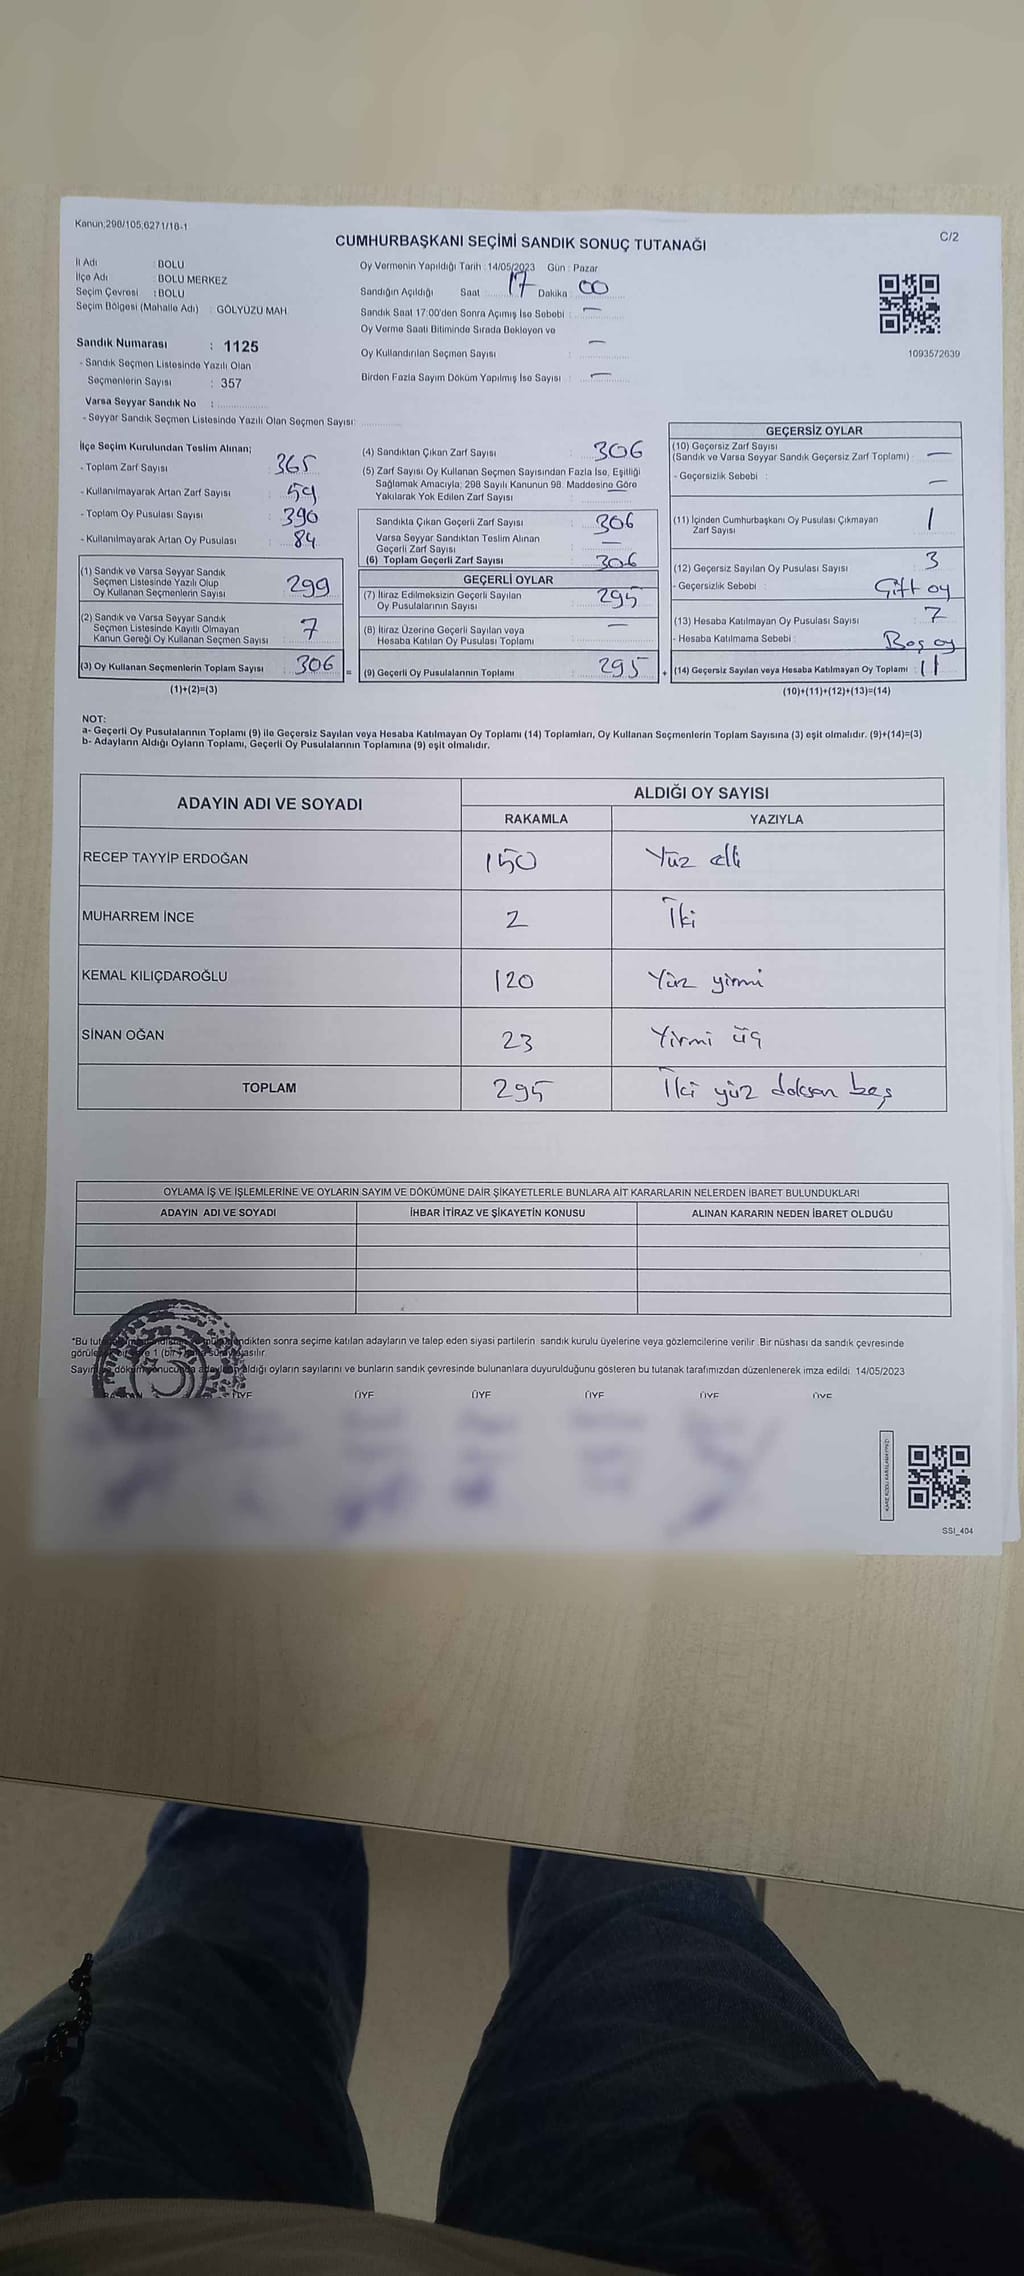 Kanun;298/105,6271/18-1
C/2
CUMHURBAŞKANI SEÇİMİ SANDIK SONUÇ TUTANAĞI
İl Adı : BOLU
İlçe Adı : BOLU MERKEZ
Seçim Çevresi : BOLU
Seçim Bölgesi (Mahalle Adı) : GÖLYÜZÜ MAH.
Sandık Numarası : 1125
- Sandık Seçmen Listesinde Yazılı Olan
Seçmenlerin Sayısı : 357
Varsa Seyyar Sandık No :
- Seyyar Sandık Seçmen Listesinde Yazılı Olan Seçmen Sayısı:
Oy Vermenin Yapıldığı Tarih : 14/05/2023 Gün : Pazar
Sandığın Açıldığı Saat : 17 Dakika : 00
Sandık Saat 17:00'den Sonra Açımış İse Sebebi : —
Oy Verme Saati Bitiminde Sırada Bekleyen ve
Oy Kullandırılan Seçmen Sayısı : —
Birden Fazla Sayım Döküm Yapılmış İse Sayısı : —
1093572639
İlçe Seçim Kurulundan Teslim Alınan;
- Toplam Zarf Sayısı : 365
- Kullanılmayarak Artan Zarf Sayısı : 59
- Toplam Oy Pusulası Sayısı : 390
- Kullanılmayarak Artan Oy Pusulası : 84
(1) Sandık ve Varsa Seyyar Sandık
Seçmen Listesinde Yazılı Olup
Oy Kullanan Seçmenlerin Sayısı : 299
(2) Sandık ve Varsa Seyyar Sandık
Seçmen Listesinde Kayıtlı Olmayan
Kanun Gereği Oy Kullanan Seçmen Sayısı : 7
(3) Oy Kullanan Seçmenlerin Toplam Sayısı : 306
(1)+(2)=(3)
=
(4) Sandıktan Çıkan Zarf Sayısı : 306
(5) Zarf Sayısı Oy Kullanan Seçmen Sayısından Fazla İse, Eşitliği
Sağlamak Amacıyla; 298 Sayılı Kanunun 98. Maddesine Göre
Yakılarak Yok Edilen Zarf Sayısı : —
Sandıkta Çıkan Geçerli Zarf Sayısı : 306
Varsa Seyyar Sandıktan Teslim Alınan
Geçerli Zarf Sayısı : —
(6) Toplam Geçerli Zarf Sayısı : 306
GEÇERLİ OYLAR
(7) İtiraz Edilmeksizin Geçerli Sayılan
Oy Pusulalarının Sayısı : 295
(8) İtiraz Üzerine Geçerli Sayılan veya
Hesaba Katılan Oy Pusulası Toplamı : —
(9) Geçerli Oy Pusulalarının Toplamı : 295
+
GEÇERSİZ OYLAR
(10) Geçersiz Zarf Sayısı
(Sandık ve Varsa Seyyar Sandık Geçersiz Zarf Toplamı) : —
- Geçersizlik Sebebi : —
(11) İçinden Cumhurbaşkanı Oy Pusulası Çıkmayan
Zarf Sayısı : 1
(12) Geçersiz Sayılan Oy Pusulası Sayısı : 3
- Geçersizlik Sebebi : Çift oy
(13) Hesaba Katılmayan Oy Pusulası Sayısı : 7
- Hesaba Katılmama Sebebi : Boş oy
(14) Geçersiz Sayılan veya Hesaba Katılmayan Oy Toplamı : 11
(10)+(11)+(12)+(13)=(14)
NOT:
a- Geçerli Oy Pusulalarının Toplamı (9) ile Geçersiz Sayılan veya Hesaba Katılmayan Oy Toplamı (14) Toplamları, Oy Kullanan Seçmenlerin Toplam Sayısına (3) eşit olmalıdır. (9)+(14)=(3)
b- Adayların Aldığı Oyların Toplamı, Geçerli Oy Pusulalarının Toplamına (9) eşit olmalıdır.
ADAYIN ADI VE SOYADI ALDIĞI OY SAYISI
RAKAMLA YAZIYLA
RECEP TAYYİP ERDOĞAN 150 Yüz elli
MUHARREM İNCE 2 İki
KEMAL KILIÇDAROĞLU 120 Yüz yirmi
SİNAN OĞAN 23 Yirmi üç
TOPLAM 295 İki yüz doksan beş
OYLAMA İŞ VE İŞLEMLERİNE VE OYLARIN SAYIM VE DÖKÜMÜNE DAİR ŞİKAYETLERLE BUNLARA AİT KARARLARIN NELERDEN İBARET BULUNDUKLARI
ADAYIN ADI VE SOYADI İHBAR İTİRAZ VE ŞİKAYETİN KONUSU ALINAN KARARIN NEDEN İBARET OLDUĞU
"Bu sonra seçime katılan adayların ve talep eden siyasi partilerin sandık kurulu üyelerine veya gözlemcilerine verilir. Bir nüshası da sandık çevresinde
1 (bir) asılır.
aldığı oyların sayılarını ve bunların sandık çevresinde bulunanlara duyurulduğunu gösteren bu tutanak tarafımızdan düzenlenerek imza edildi. 14/05/2023
BAŞKAN ÜYE ÜYE ÜYE ÜYE ÜYE ÜYE
SSI_404